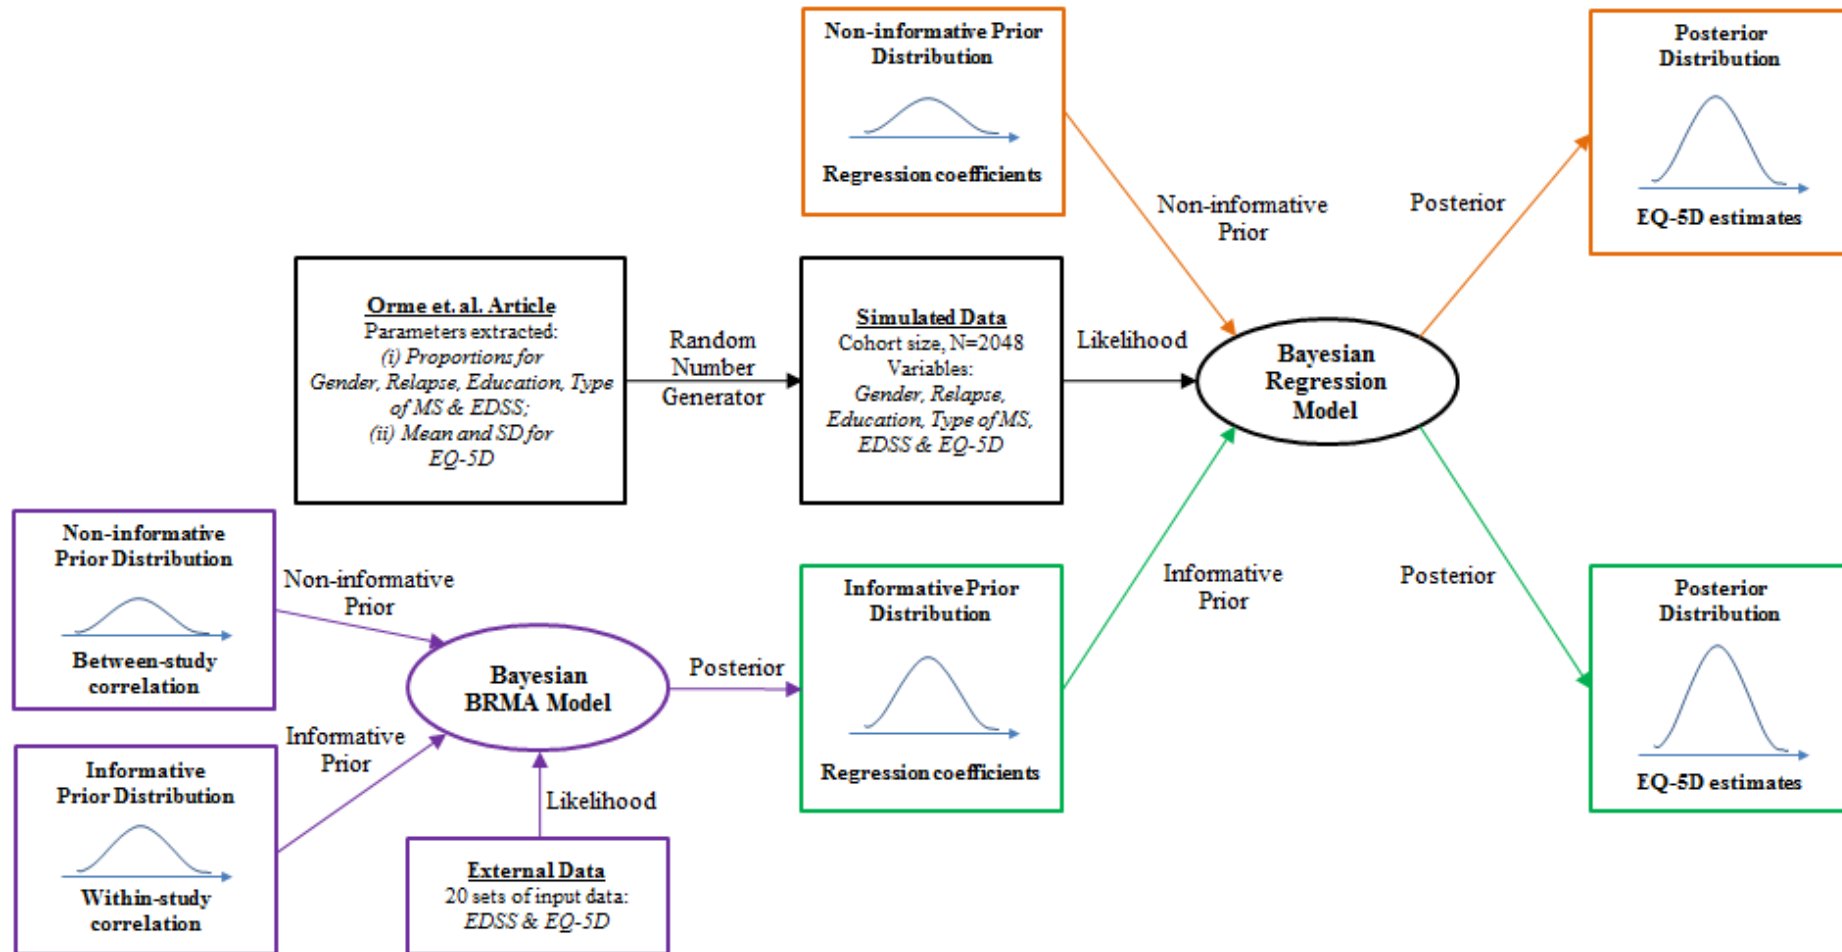 Non-informative Prior
Distribution
Regression coefficients
Posterior
Distribution
EQ-5D estimates
Non-informative
Prior
Posterior
Orme et. al. Article
Parameters extracted:
(i) Proportions for
Gender, Relapse, Education, Type
of MS & EDSS;
(ii) Mean and SD for
EQ-5D
Random
Number
Generator
Simulated Data
Cohort size, N=2048
Variables:
Gender, Relapse,
Education, Type of MS,
EDSS & EQ-5D
Likelihood
Bayesian
Regression
Model
Non-informative
Prior Distribution
Between-study
correlation
Non-informative
Prior
Informative
Prior Distribution
Within-study
correlation
Informative
Prior
Bayesian
BRMA Model
Likelihood
External Data
20 sets of input data:
EDSS & EQ-5D
Posterior
Informative Prior
Distribution
Regression coefficients
Informative
Prior
Posterior
Posterior
Distribution
EQ-5D estimates